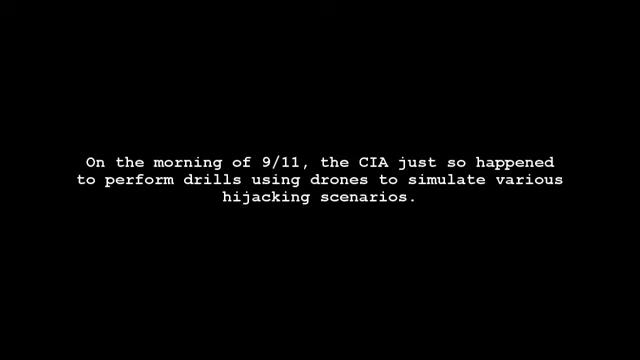 On the morning of 9/11, the CIA just so happened
to perform drills using drones to simulate various
hijacking scenarios.